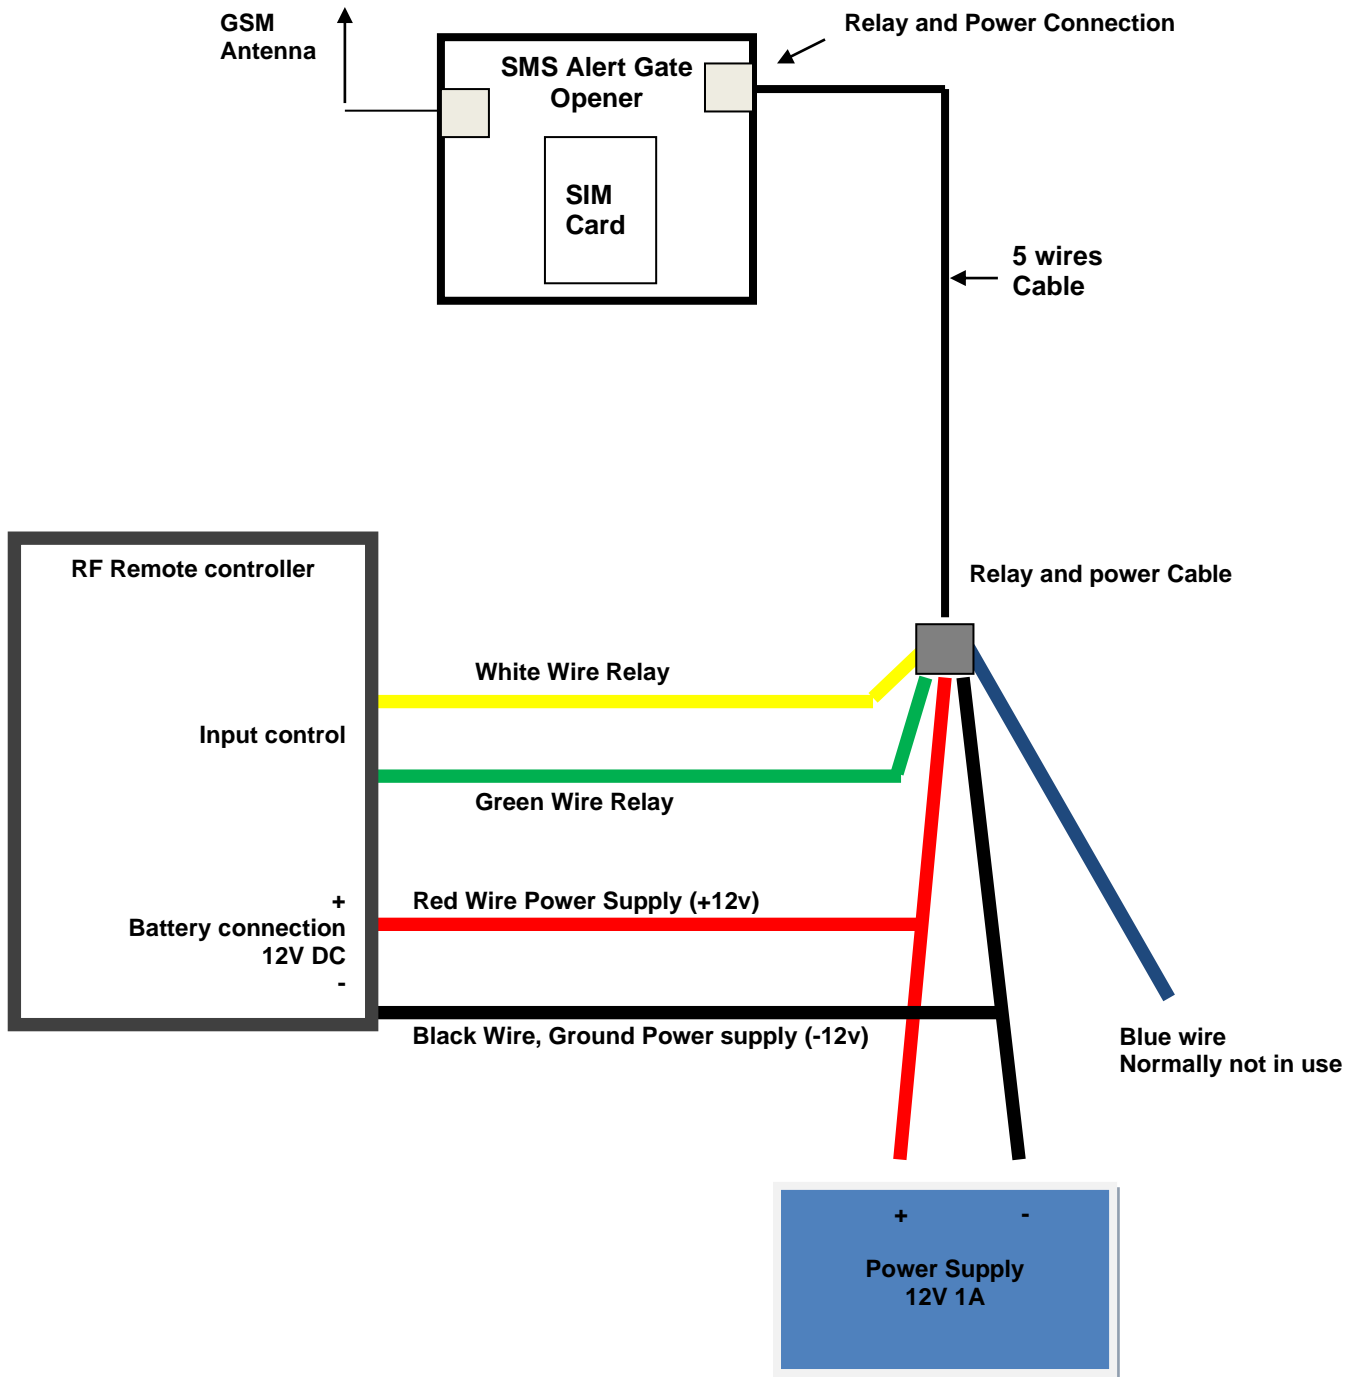 GSM
Antenna
Relay and Power Connection
SMS Alert Gate
Opener
SIM
Card
5 wires
Cable
RF Remote controller
Relay and power Cable
White Wire Relay
Input control
Green Wire Relay
+
Battery connection
12V DC
-
Red Wire Power Supply (+12v)
Black Wire, Ground Power supply (-12v)
Blue wire
Normally not in use
+ -
Power Supply
12V 1A